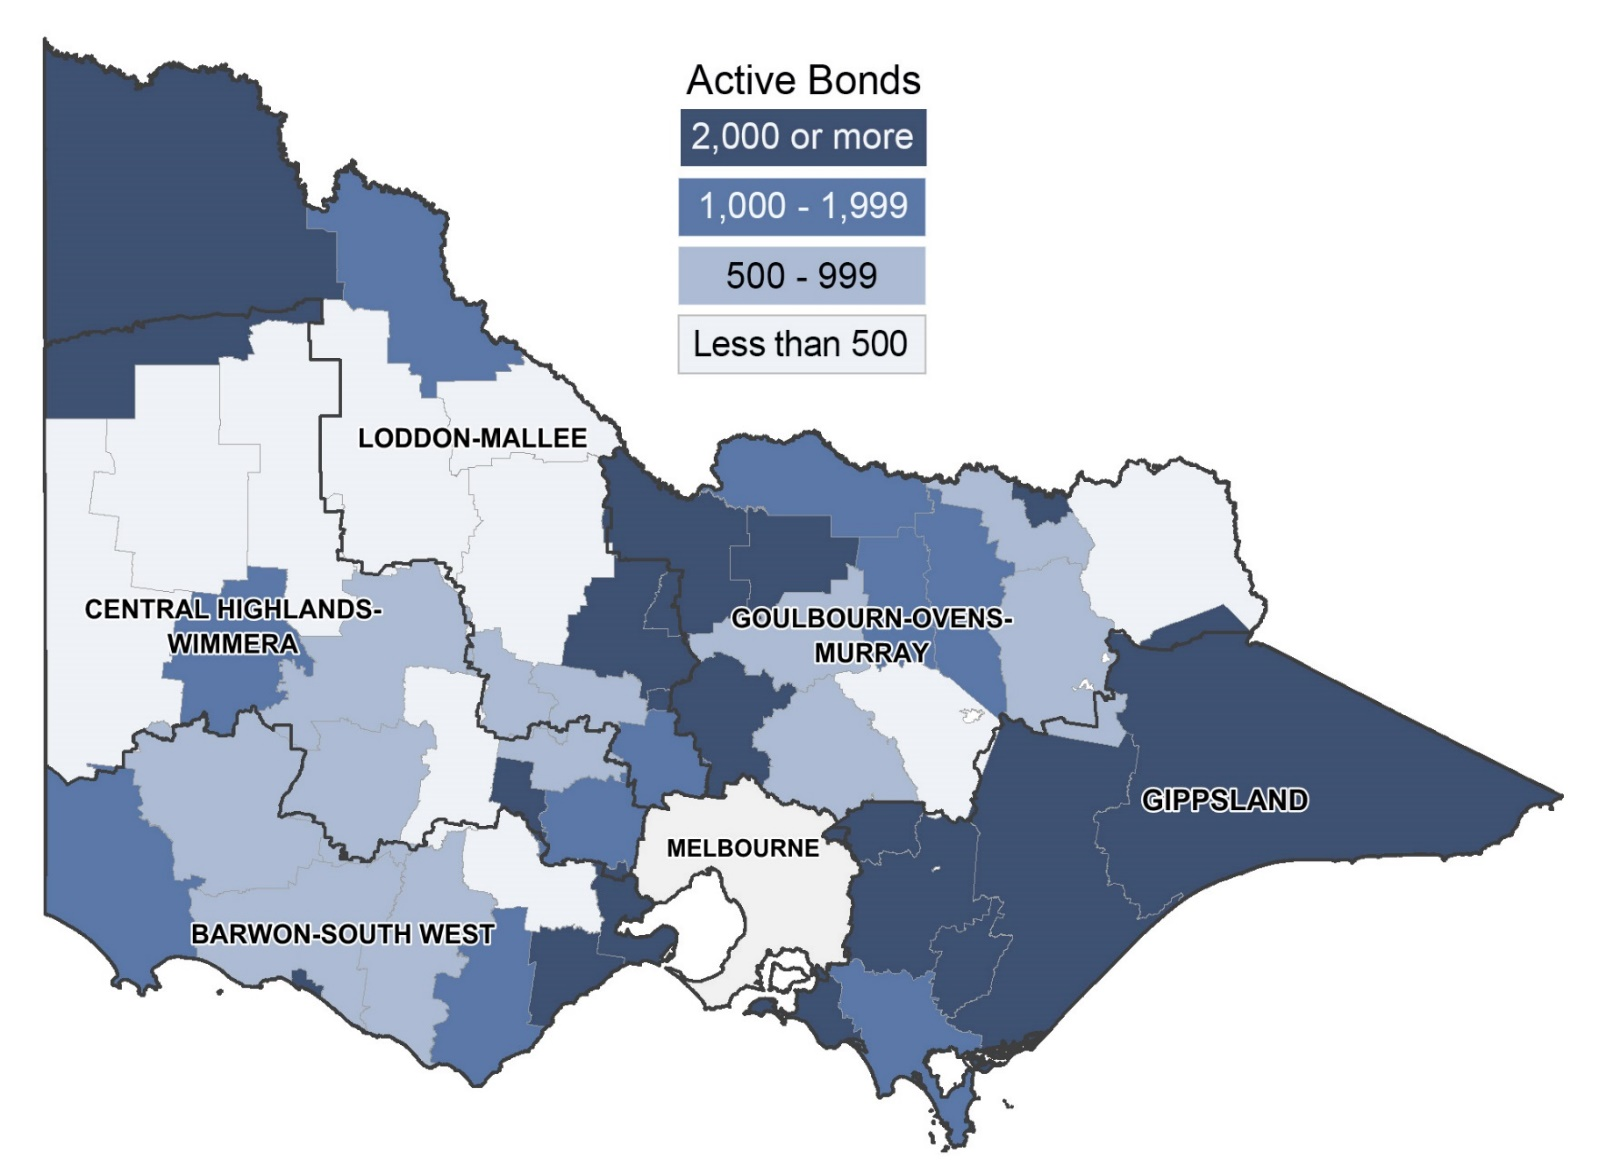 Active Bonds
2,000 or more
1,000 - 1,999
500 - 999
Less than 500
LODDON-MALLEE
CENTRAL HIGHLANDS-
WIMMERA
GOULBOURN-OVENS-
MURRAY
GIPPSLAND
MELBOURNE
BARWON-SOUTH WEST